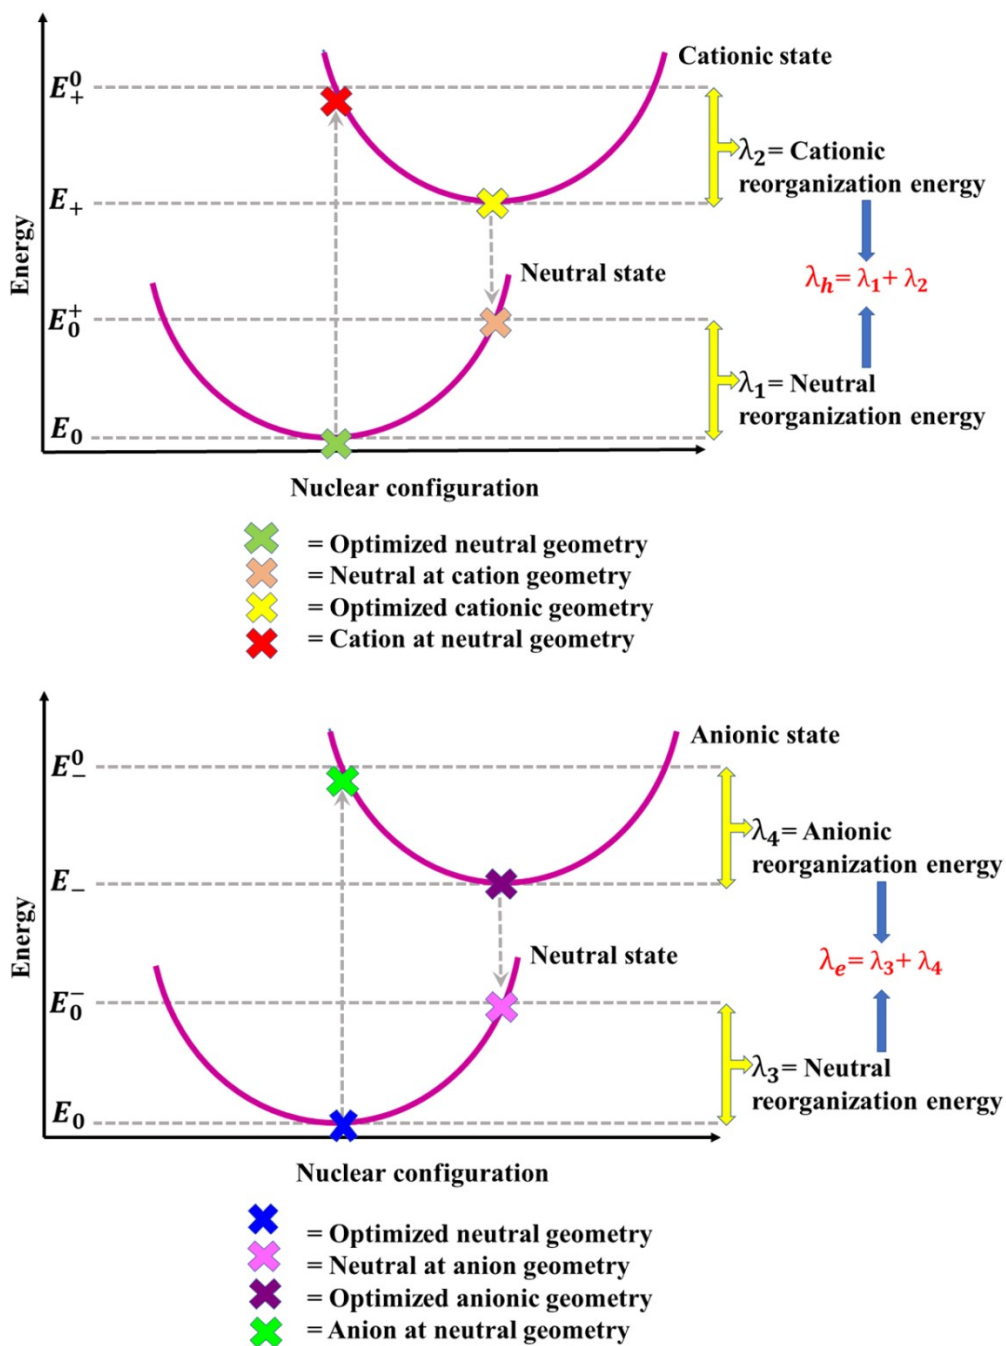 Cationic state
E₊⁰
λ₂= Cationic
reorganization energy
E₊
Energy
Neutral state
λₕ= λ₁+ λ₂
E₀⁺
λ₁= Neutral
reorganization energy
E₀
Nuclear configuration
= Optimized neutral geometry
= Neutral at cation geometry
= Optimized cationic geometry
= Cation at neutral geometry
Anionic state
E₋⁰
λ₄= Anionic
reorganization energy
E₋
Energy
Neutral state
λₑ= λ₃+ λ₄
E₀⁻
λ₃= Neutral
reorganization energy
E₀
Nuclear configuration
= Optimized neutral geometry
= Neutral at anion geometry
= Optimized anionic geometry
= Anion at neutral geometry